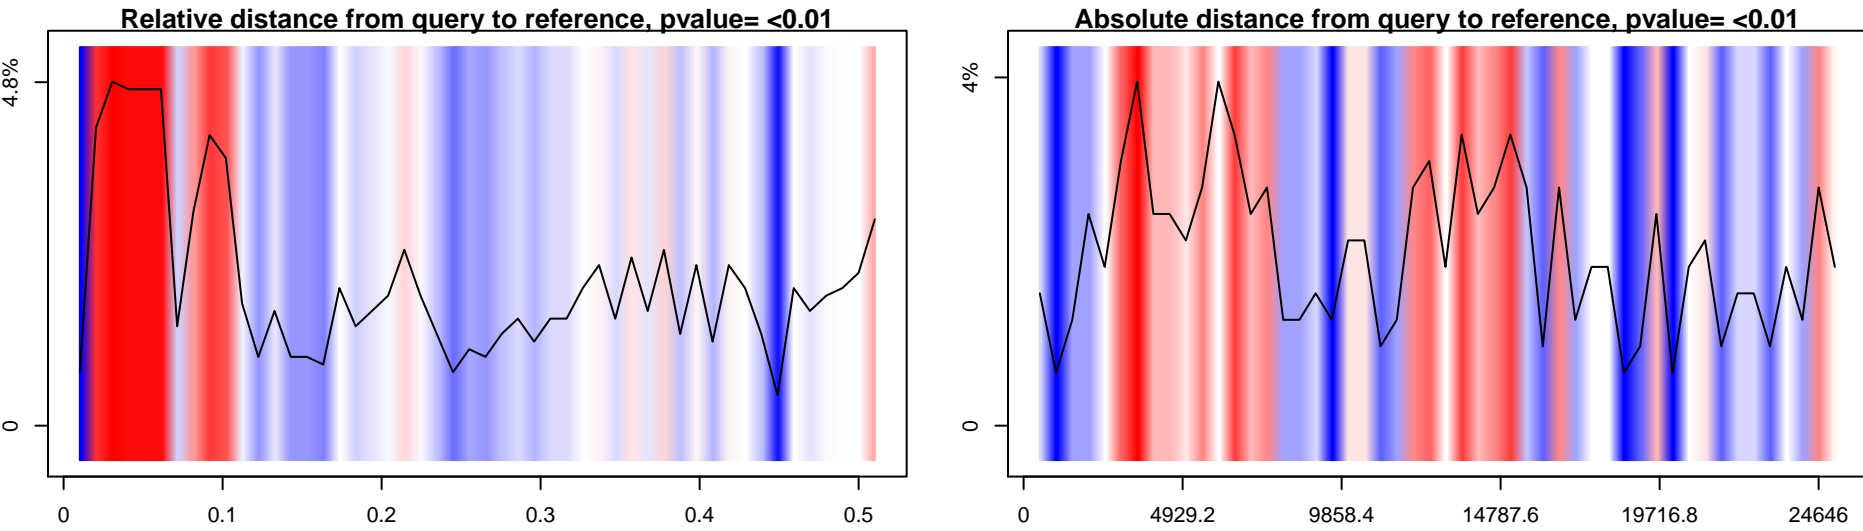 Relative distance from query to reference, pvalue= <0.01
4.8%
0
0 0.1 0.2 0.3 0.4 0.5
Absolute distance from query to reference, pvalue= <0.01
4%
0
0 4929.2 9858.4 14787.6 19716.8 24646